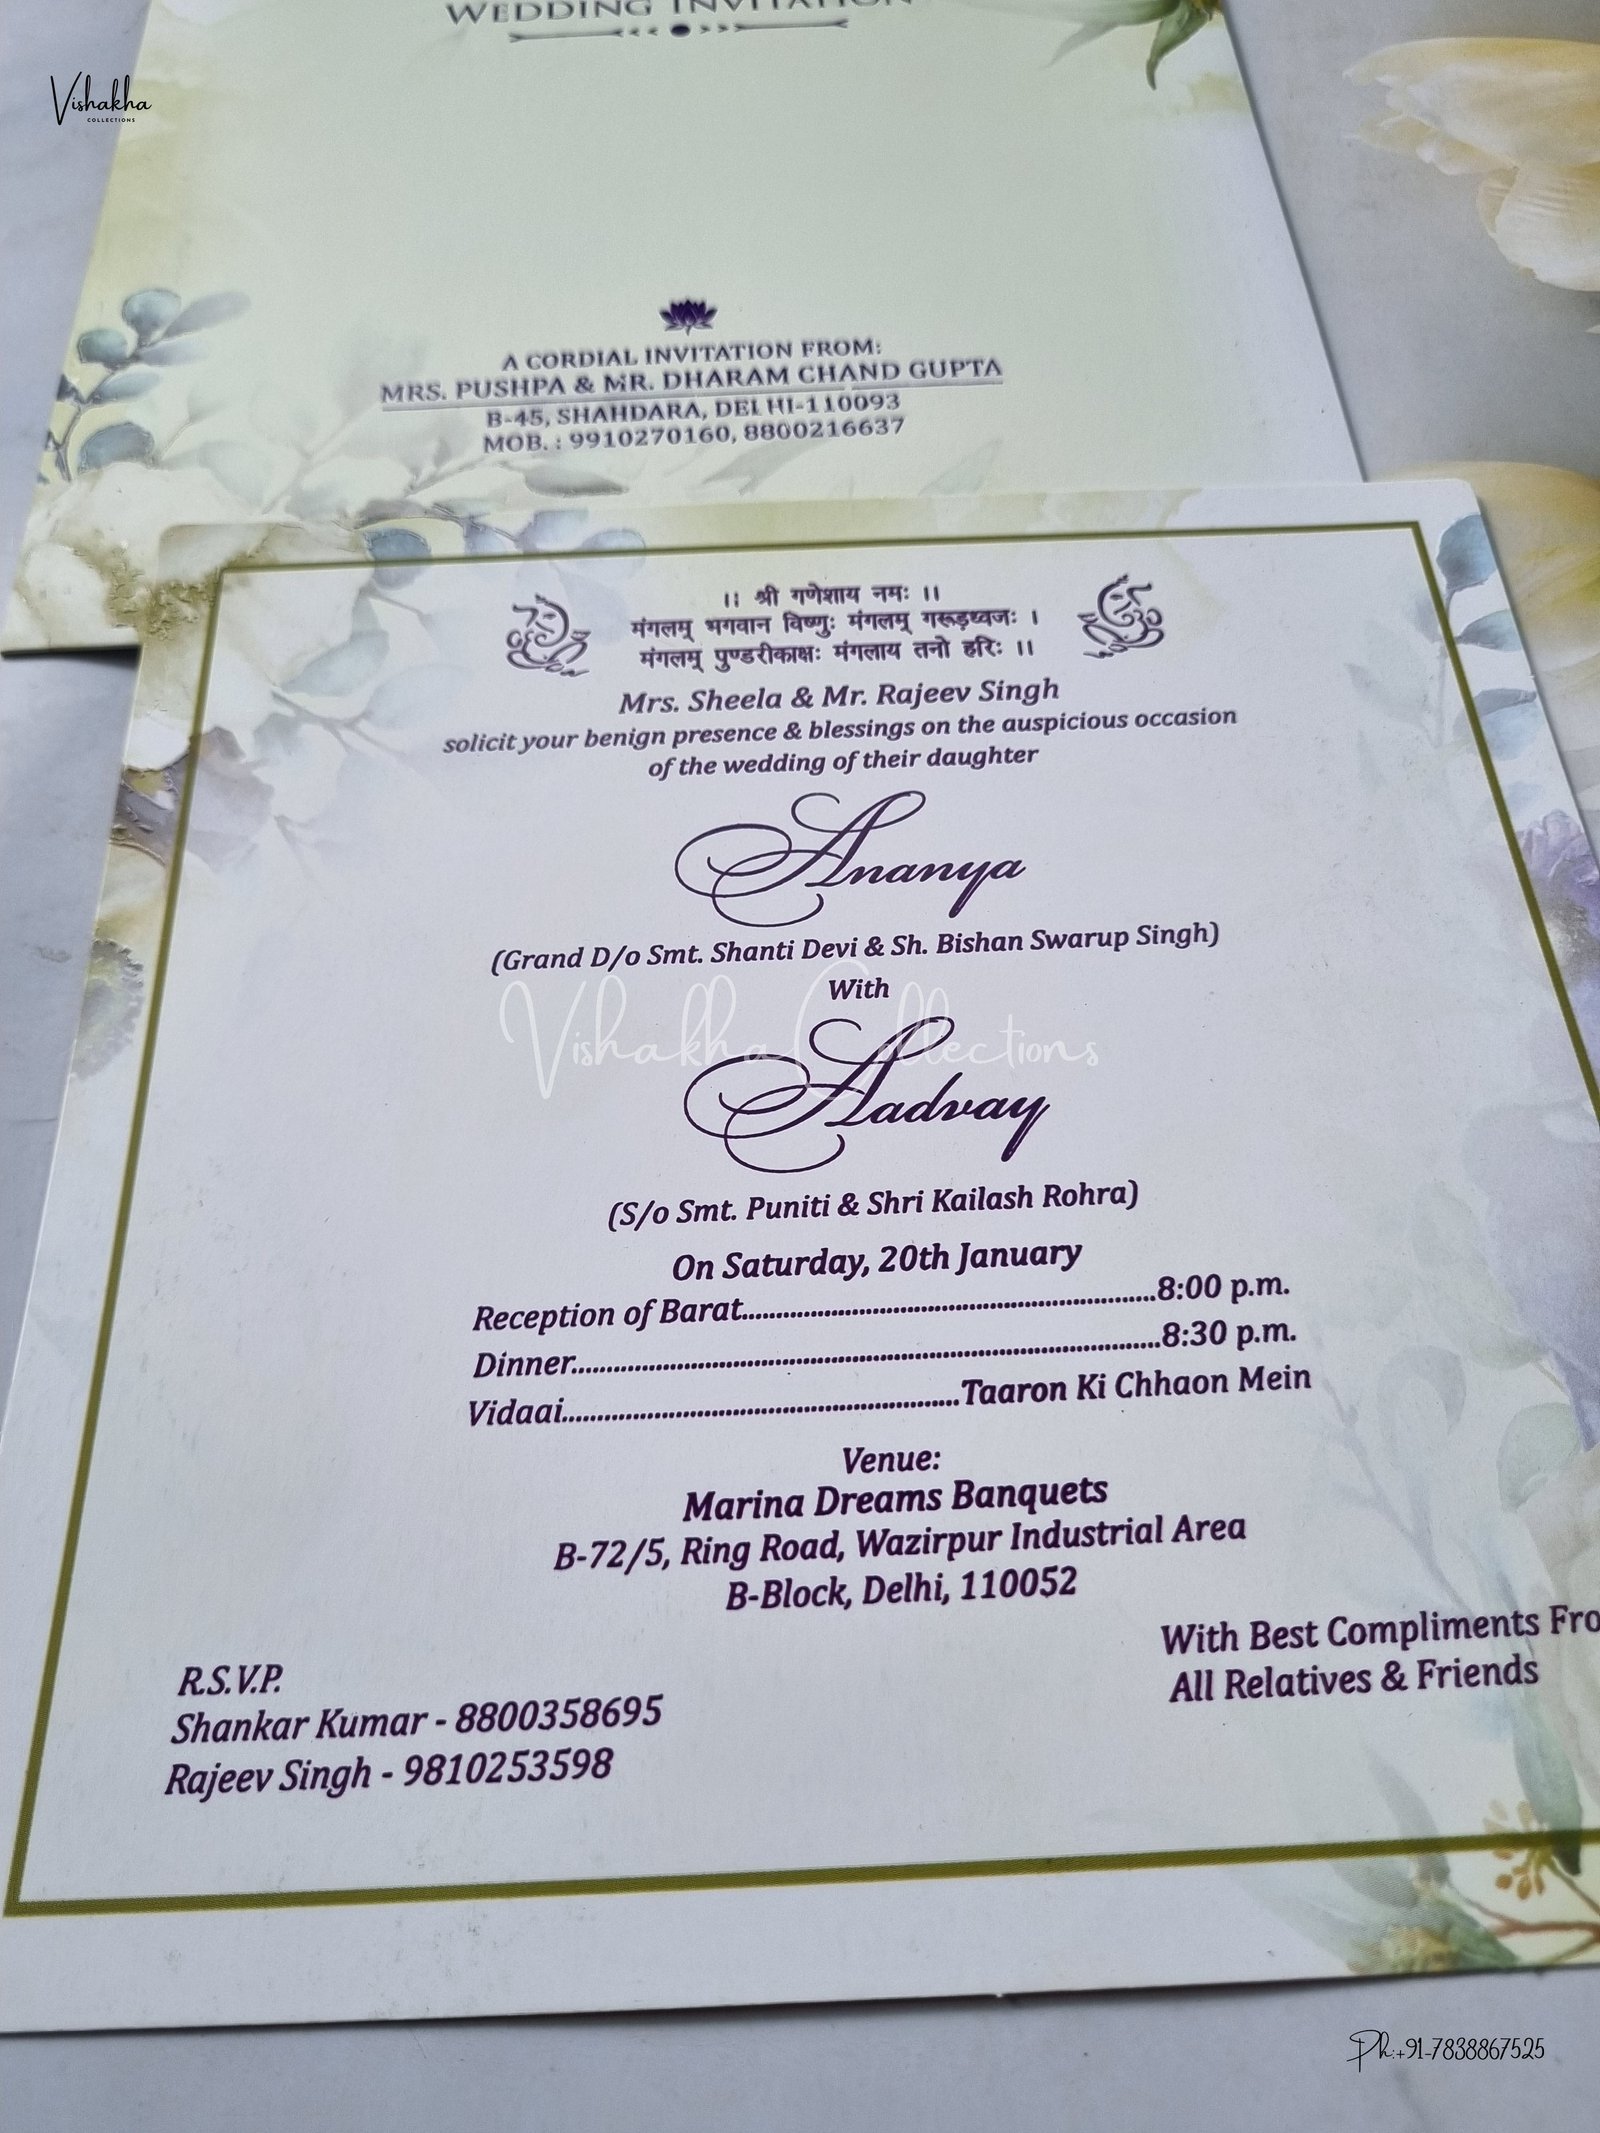 WEDDING INVITATION
Vishakha
COLLECTIONS
A CORDIAL INVITATION FROM:
MRS. PUSHPA & MR. DHARAM CHAND GUPTA
B-45, SHAHDARA, DELHI-110093
MOB. : 9910270160, 8800216637
।। श्री गणेशाय नमः ।।
मंगलम् भगवान विष्णुः मंगलम् गरूड़ध्वजः ।
मंगलम् पुण्डरीकाक्षः मंगलाय तनो हरिः ।।
Mrs. Sheela & Mr. Rajeev Singh
solicit your benign presence & blessings on the auspicious occasion
of the wedding of their daughter
Ananya
(Grand D/o Smt. Shanti Devi & Sh. Bishan Swarup Singh)
With
Vishakha Collections
Aadvay
(S/o Smt. Puniti & Shri Kailash Rohra)
On Saturday, 20th January
Reception of Barat............................................................8:00 p.m.
Dinner.....................................................................................8:30 p.m.
Vidaai.........................................................Taaron Ki Chhaon Mein
Venue:
Marina Dreams Banquets
B-72/5, Ring Road, Wazirpur Industrial Area
B-Block, Delhi, 110052
With Best Compliments Fro
All Relatives & Friends
R.S.V.P.
Shankar Kumar - 8800358695
Rajeev Singh - 9810253598
Ph:+91-7838867525